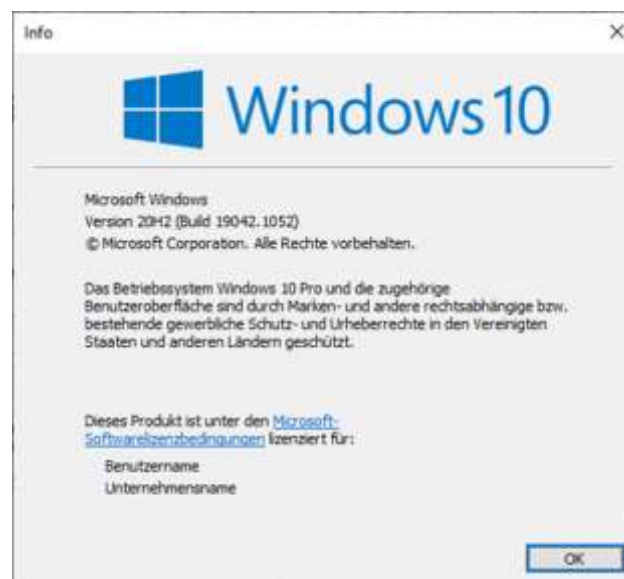 Info
Windows 10
Microsoft Windows
Version 20H2 (Build 19042.1052)
© Microsoft Corporation. Alle Rechte vorbehalten.
Das Betriebssystem Windows 10 Pro und die zugehörige
Benutzeroberfläche sind durch Marken- und andere rechtsabhängige bzw.
bestehende gewerbliche Schutz- und Urheberrechte in den Vereinigten
Staaten und anderen Ländern geschützt.
Dieses Produkt ist unter den Microsoft-
Softwarelizenzbedingungen lizenziert für:
Benutzername
Unternehmensname
OK